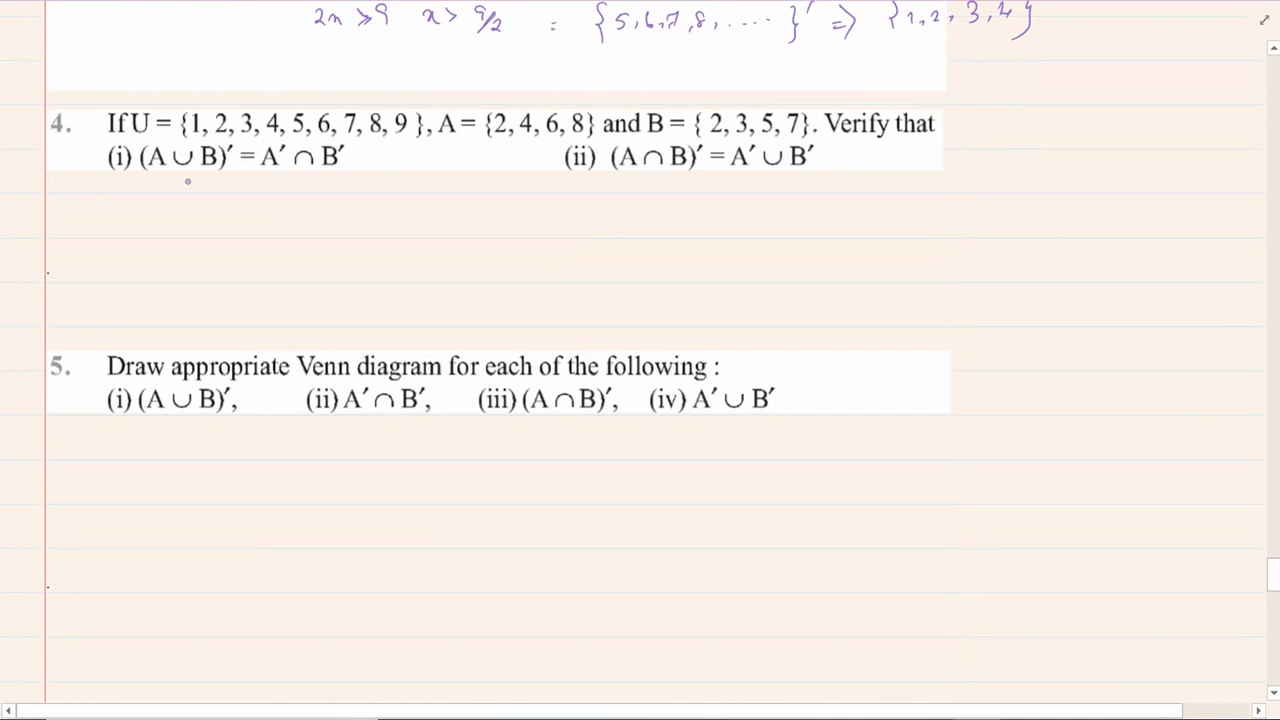 2x > 9 x > 9/2 = {5, 6, 7, 8, ....}′ ⇒ {1, 2, 3, 4}
4. If U = {1, 2, 3, 4, 5, 6, 7, 8, 9 }, A = {2, 4, 6, 8} and B = { 2, 3, 5, 7}. Verify that
(i) (A ∪ B)′ = A′ ∩ B′ (ii) (A ∩ B)′ = A′ ∪ B′
5. Draw appropriate Venn diagram for each of the following :
(i) (A ∪ B)′, (ii) A′ ∩ B′, (iii) (A ∩ B)′, (iv) A′ ∪ B′